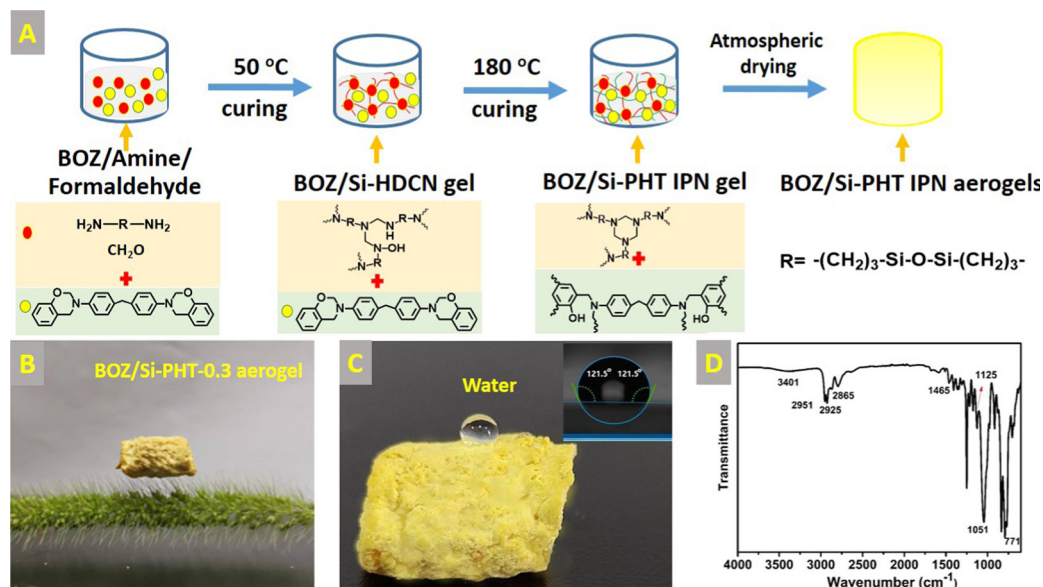 A
50 °C
curing
180 °C
curing
Atmospheric
drying
BOZ/Amine/
Formaldehyde
BOZ/Si-HDCN gel
BOZ/Si-PHT IPN gel
BOZ/Si-PHT IPN aerogels
H₂N-R-NH₂
CH₂O
+
O
N
N
O
N
R
N
N
R
N
H
N-OH
R
N
+
O
N
N
O
N
R
N
N
R
N
N
R
N
+
N
N
OH
OH
R= -(CH₂)₃-Si-O-Si-(CH₂)₃-
B
BOZ/Si-PHT-0.3 aerogel
C
Water
121.5° 121.5°
D
Transmittance
3401
2951
2925
2865
1465
1125
1051
771
4000 3500 3000 2500 2000 1500 1000
Wavenumber (cm⁻¹)